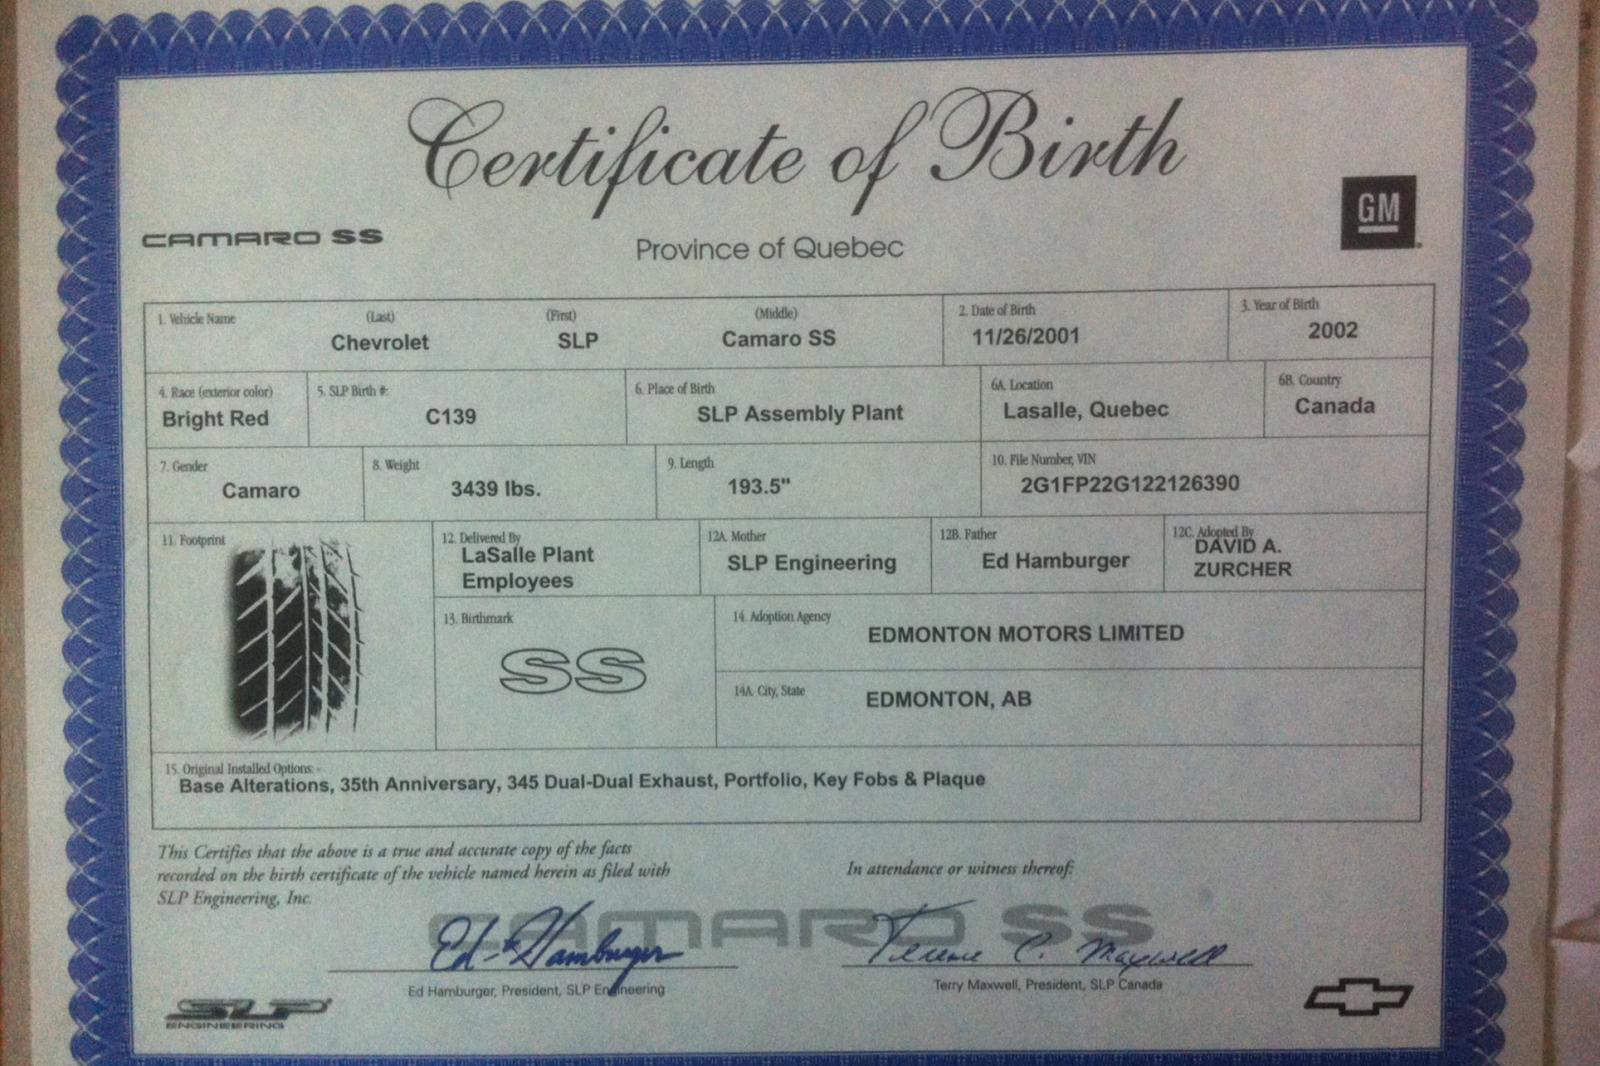 Certificate of Birth
CAMARO SS
GM
Province of Quebec
1. Vehicle Name (Last) (First) (Middle) 2. Date of Birth 3. Year of Birth
Chevrolet SLP Camaro SS 11/26/2001 2002
4. Race (exterior color) 5. SLP Birth #: 6. Place of Birth 6A. Location 6B. Country
Bright Red C139 SLP Assembly Plant Lasalle, Quebec Canada
7. Gender 8. Weight 9. Length 10. File Number, VIN
Camaro 3439 lbs. 193.5" 2G1FP22G122126390
11. Footprint 12. Delivered By 12A. Mother 12B. Father 12C. Adopted By
LaSalle Plant SLP Engineering Ed Hamburger DAVID A.
Employees ZURCHER
13. Birthmark 14. Adoption Agency
EDMONTON MOTORS LIMITED
SS
14A. City, State
EDMONTON, AB
15. Original Installed Options: -
Base Alterations, 35th Anniversary, 345 Dual-Dual Exhaust, Portfolio, Key Fobs & Plaque
This Certifies that the above is a true and accurate copy of the facts
recorded on the birth certificate of the vehicle named herein as filed with
SLP Engineering, Inc.
In attendance or witness thereof:
CAMARO SS
Ed Hamburger Terence C. Maxwell
Ed Hamburger, President, SLP Engineering Terry Maxwell, President, SLP Canada
SLP
ENGINEERING